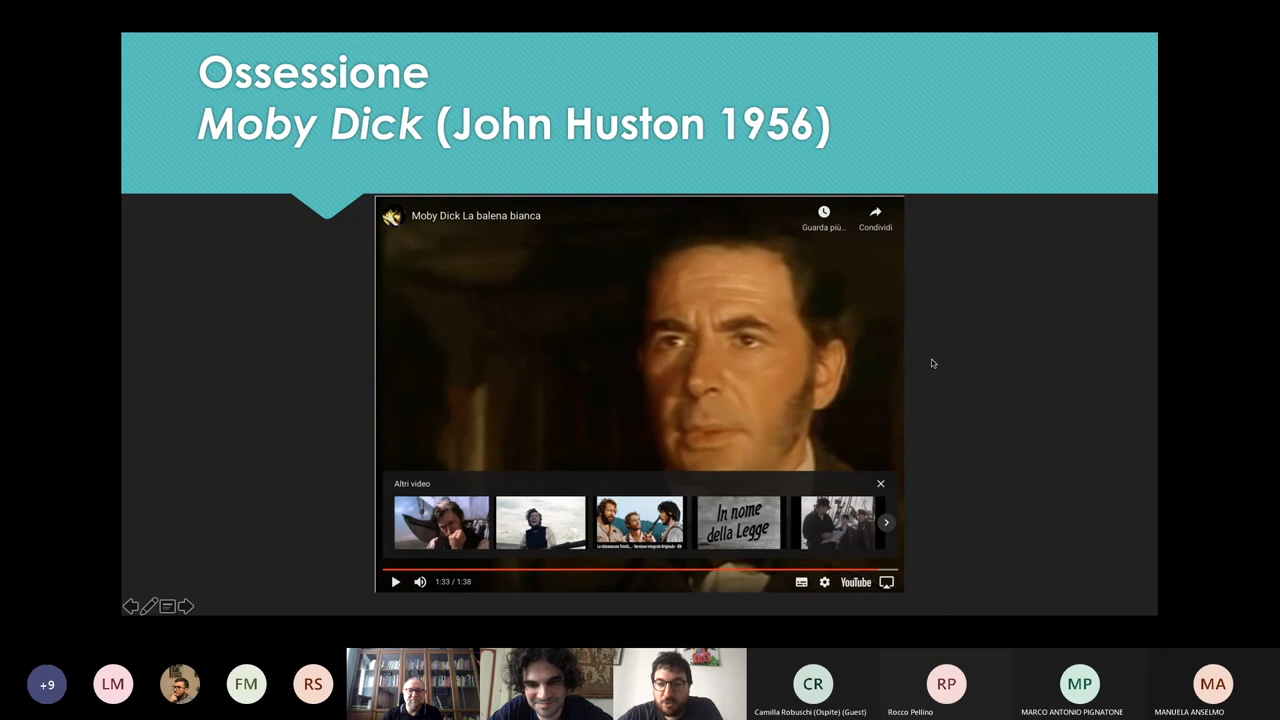 Ossessione
Moby Dick (John Huston 1956)
Moby Dick La balena bianca
Guarda più...
Condividi
Altri video
In nome
della Legge
1:33 / 1:38
YouTube
+9
LM
FM
RS
CR
RP
MP
MA
Camilla Robuschi (Ospite) (Guest)
Rocco Pellino
MARCO ANTONIO PIGNATONE
MANUELA ANSELMO